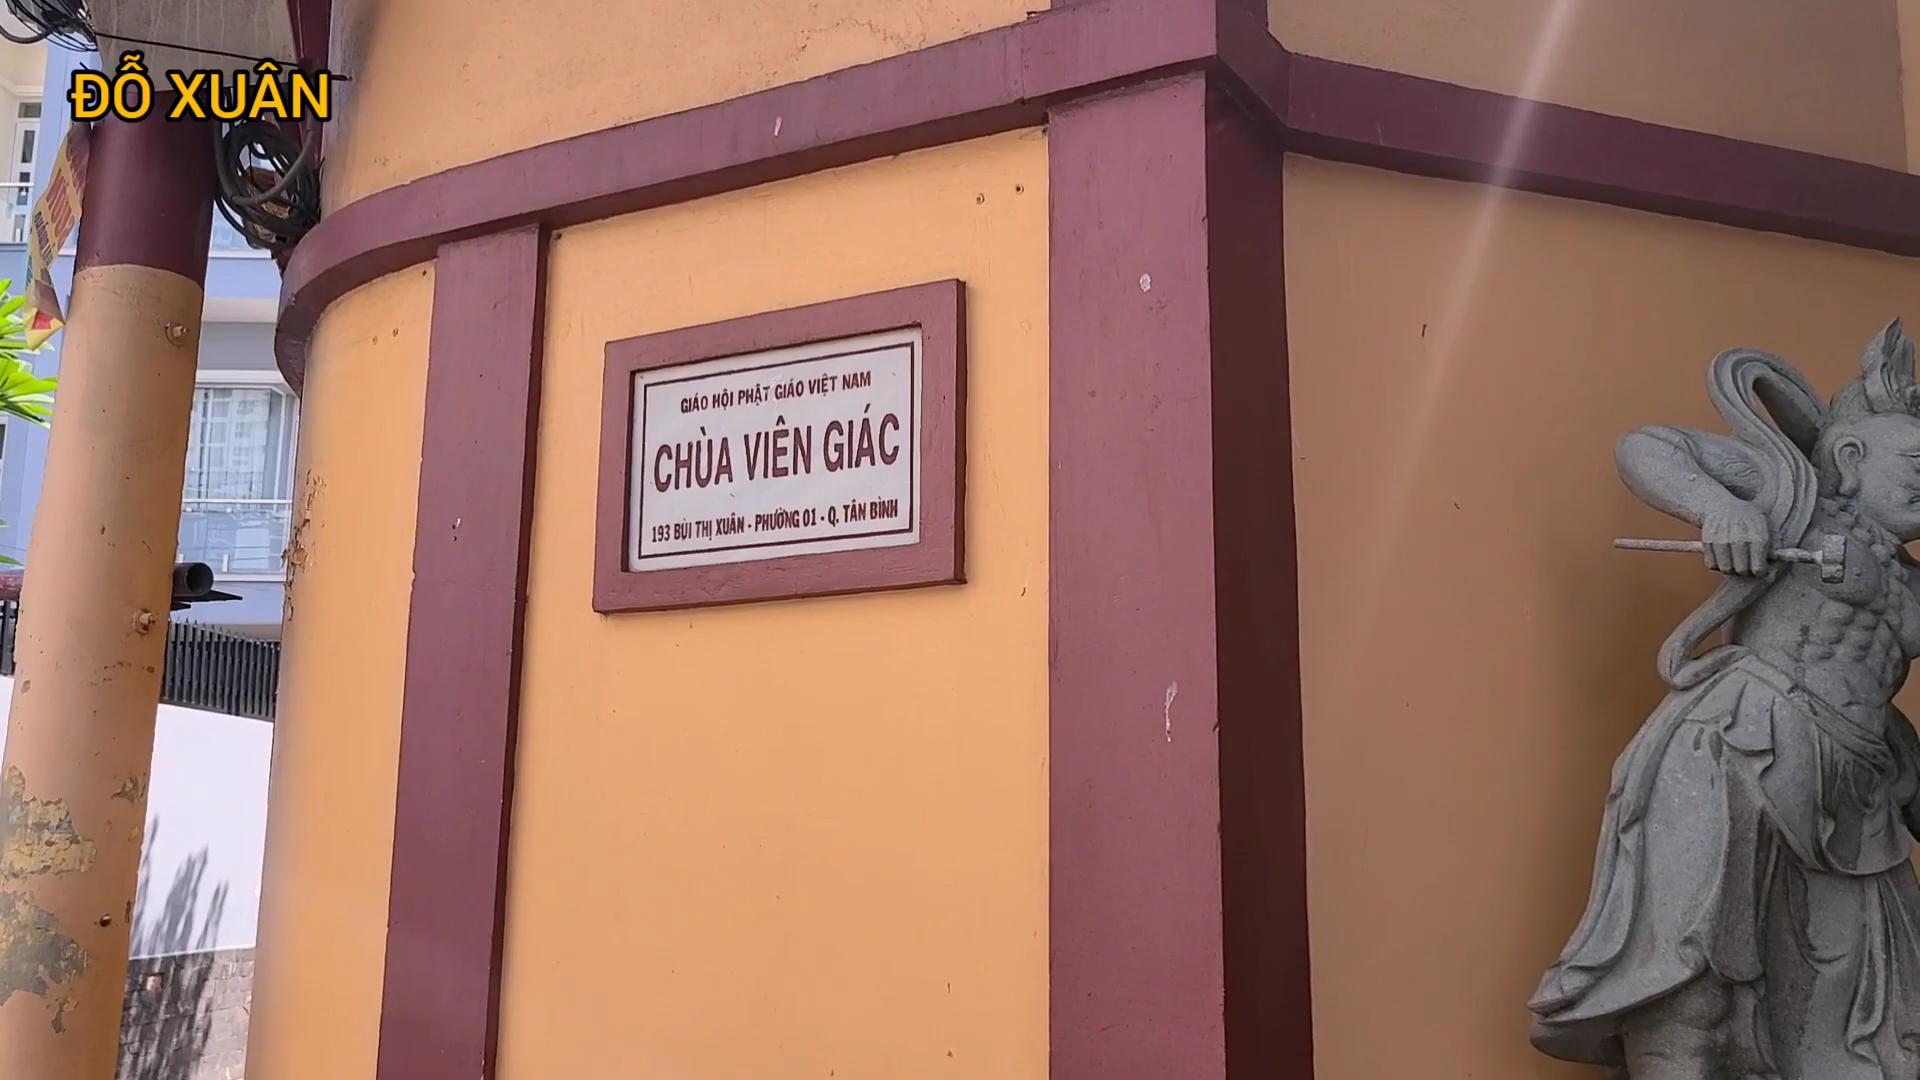 ĐỖ XUÂN
GIÁO HỘI PHẬT GIÁO VIỆT NAM
CHÙA VIÊN GIÁC
193 BÙI THỊ XUÂN - PHƯỜNG 01 - Q. TÂN BÌNH